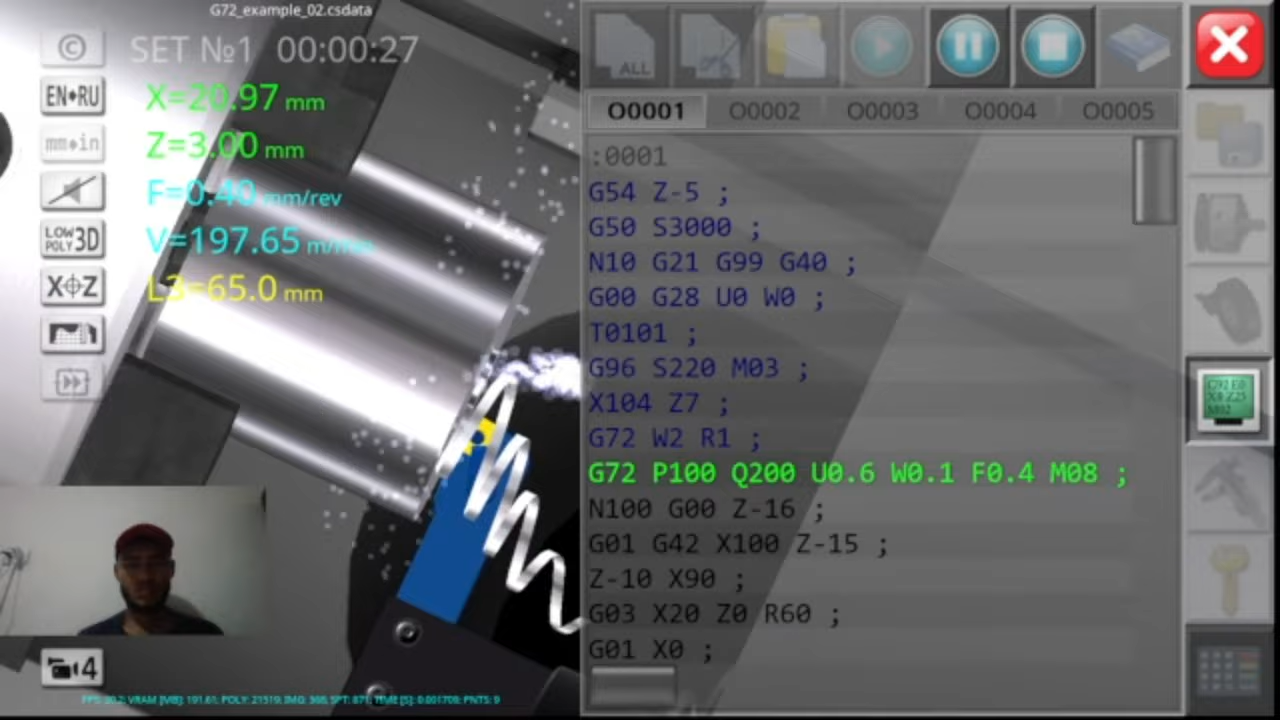 G72_example_02.csdata
© SET №1 00:00:27
EN•RU X=20.97 mm
mm•in Z=3.00 mm
F=0.40 mm/rev
LOW POLY 3D V=197.65
X Z L3=65.0 mm
4
ALL
O0001 O0002 O0003 O0004 O0005
:0001
G54 Z-5 ;
G50 S3000 ;
N10 G21 G99 G40 ;
G00 G28 U0 W0 ;
T0101 ;
G96 S220 M03 ;
X104 Z7 ;
G72 W2 R1 ;
G72 P100 Q200 U0.6 W0.1 F0.4 M08 ;
N100 G00 Z-16 ;
G01 G42 X100 Z-15 ;
Z-10 X90 ;
G03 X20 Z0 R60 ;
G01 X0 ;